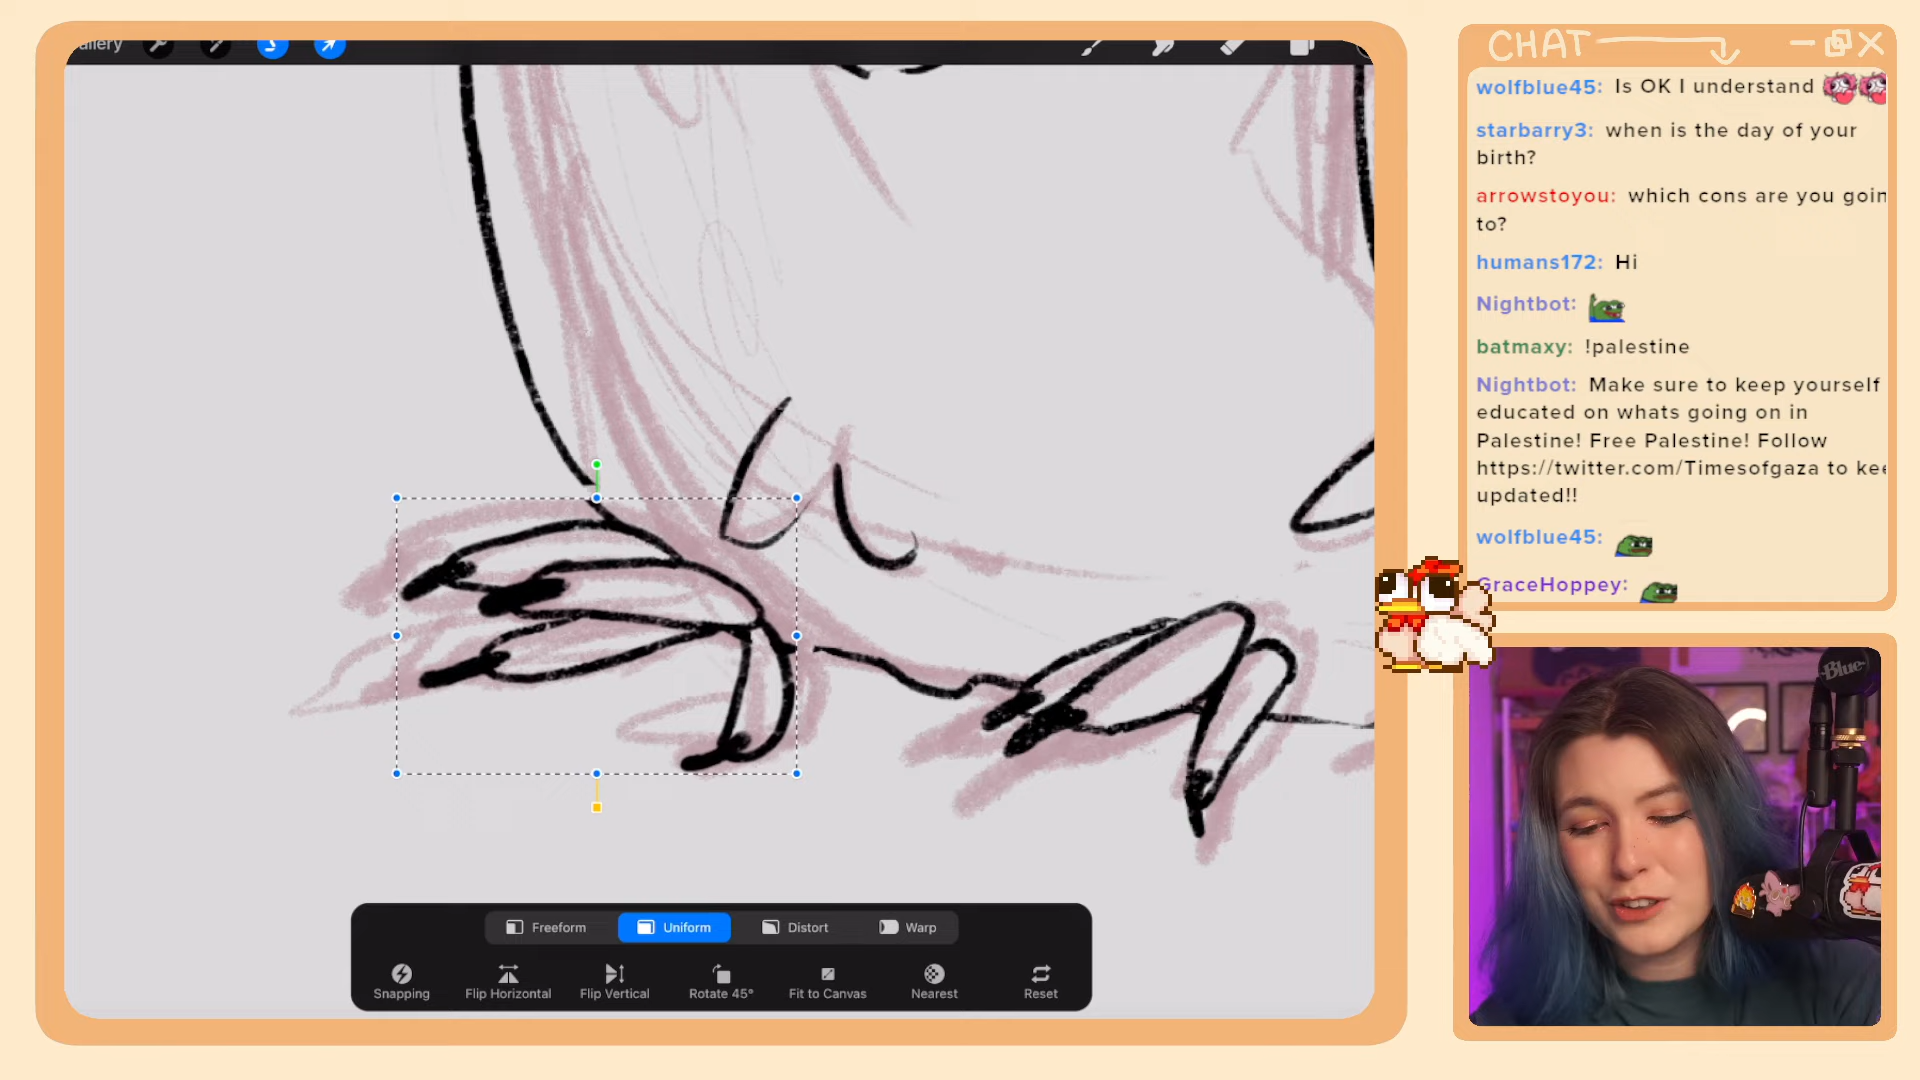 CHAT
wolfblue45: Is OK I understand
starbarry3: when is the day of your
birth?
arrowstoyou: which cons are you goin
to?
humans172: Hi
Nightbot:
batmaxy: !palestine
Nightbot: Make sure to keep yourself
educated on whats going on in
Palestine! Free Palestine! Follow
https://twitter.com/Timesofgaza to kee
updated!!
wolfblue45:
GraceHoppey:
Blue
Freeform
Uniform
Distort
Warp
Snapping
Flip Horizontal
Flip Vertical
Rotate 45°
Fit to Canvas
Nearest
Reset